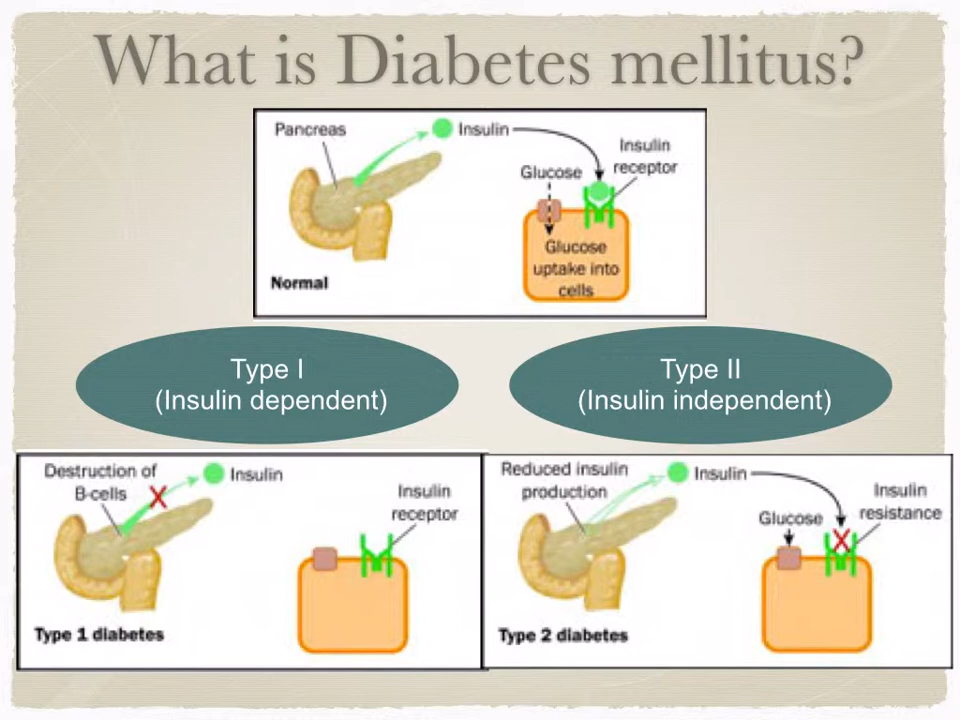 What is Diabetes mellitus?
Pancreas
Insulin
Insulin
receptor
Glucose
Glucose
uptake into
cells
Normal
Type I
(Insulin dependent)
Type II
(Insulin independent)
Destruction of
B-cells
Insulin
Insulin
receptor
Type 1 diabetes
Reduced insulin
production
Insulin
Glucose
Insulin
resistance
Type 2 diabetes